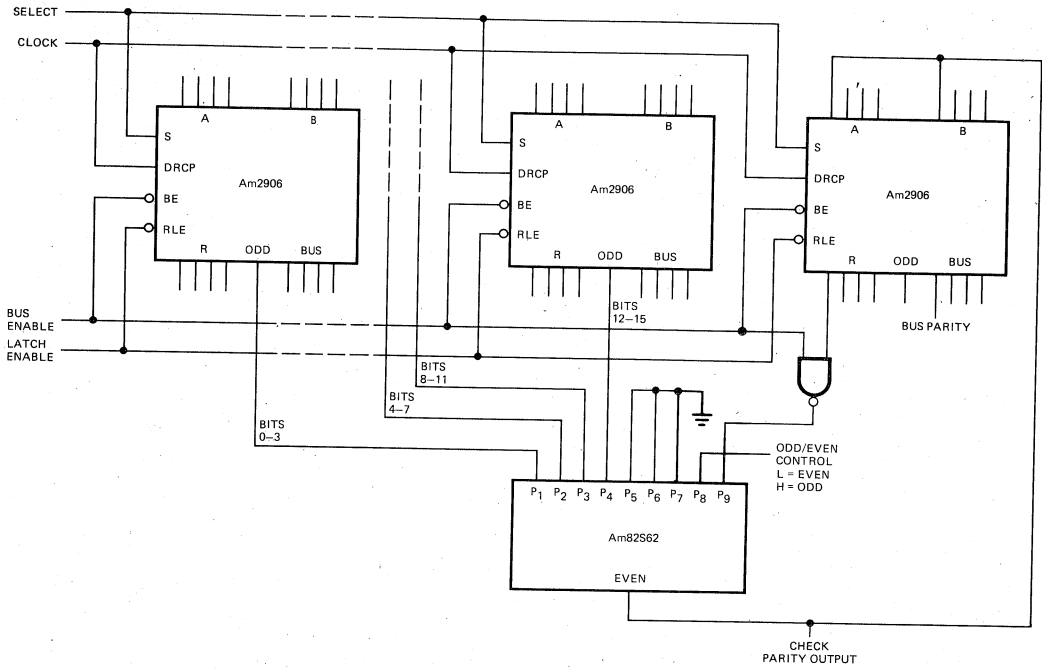 SELECT
CLOCK
A
B
S
DRCP
Am2906
BE
RLE
R
ODD
BUS
A
B
S
DRCP
Am2906
BE
RLE
R
ODD
BUS
A
B
S
DRCP
Am2906
BE
RLE
R
ODD
BUS
BUS
ENABLE
LATCH
ENABLE
BITS
12–15
BUS PARITY
BITS
8–11
BITS
4–7
BITS
0–3
ODD/EVEN
CONTROL
L = EVEN
H = ODD
P1 P2 P3 P4 P5 P6 P7 P8 P9
Am82S62
EVEN
CHECK
PARITY OUTPUT